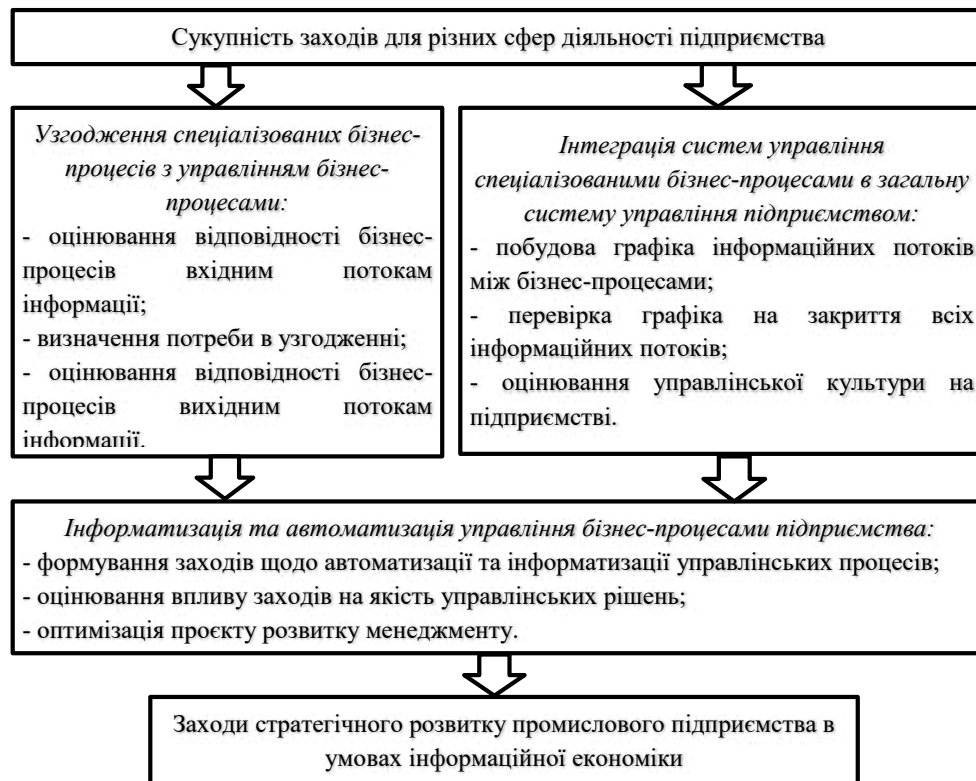 Сукупність заходів для різних сфер діяльності підприємства
Узгодження спеціалізованих бізнес-
процесів з управлінням бізнес-
процесами:
- оцінювання відповідності бізнес-
процесів вхідним потокам
інформації;
- визначення потреби в узгодженні;
- оцінювання відповідності бізнес-
процесів вихідним потокам
інформації.
Інтеграція систем управління
спеціалізованими бізнес-процесами в загальну
систему управління підприємством:
- побудова графіка інформаційних потоків
між бізнес-процесами;
- перевірка графіка на закриття всіх
інформаційних потоків;
- оцінювання управлінської культури на
підприємстві.
Інформатизація та автоматизація управління бізнес-процесами підприємства:
- формування заходів щодо автоматизації та інформатизації управлінських процесів;
- оцінювання впливу заходів на якість управлінських рішень;
- оптимізація проєкту розвитку менеджменту.
Заходи стратегічного розвитку промислового підприємства в
умовах інформаційної економіки